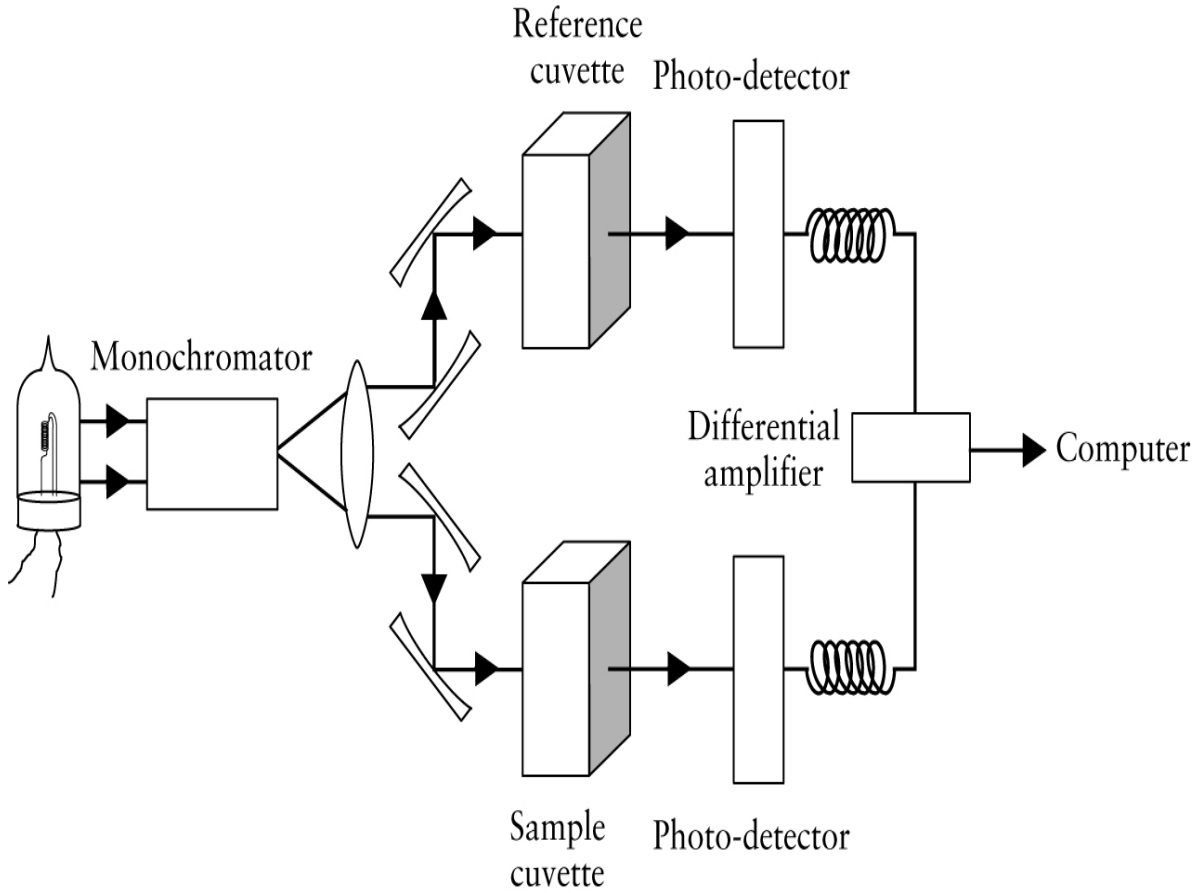 Reference
cuvette
Photo-detector
Monochromator
Differential
amplifier
Computer
Sample
cuvette
Photo-detector